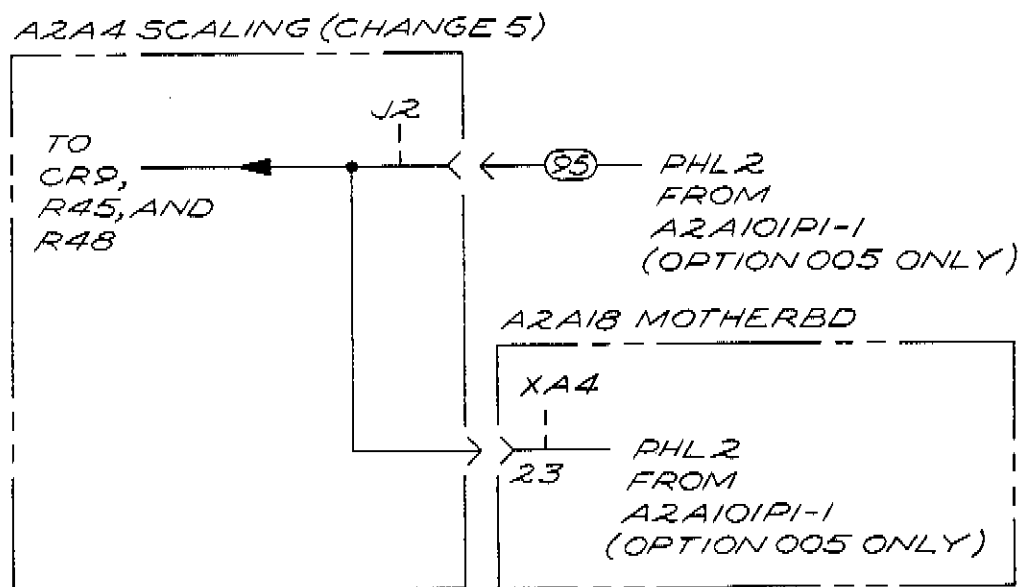 A2A4 SCALING (CHANGE 5)
J2
TO
CR9,
R45, AND
R48
95
PHL2
FROM
A2A101P1-1
(OPTION 005 ONLY)
A2A18 MOTHERBD
XA4
23
PHL2
FROM
A2A101P1-1
(OPTION 005 ONLY)